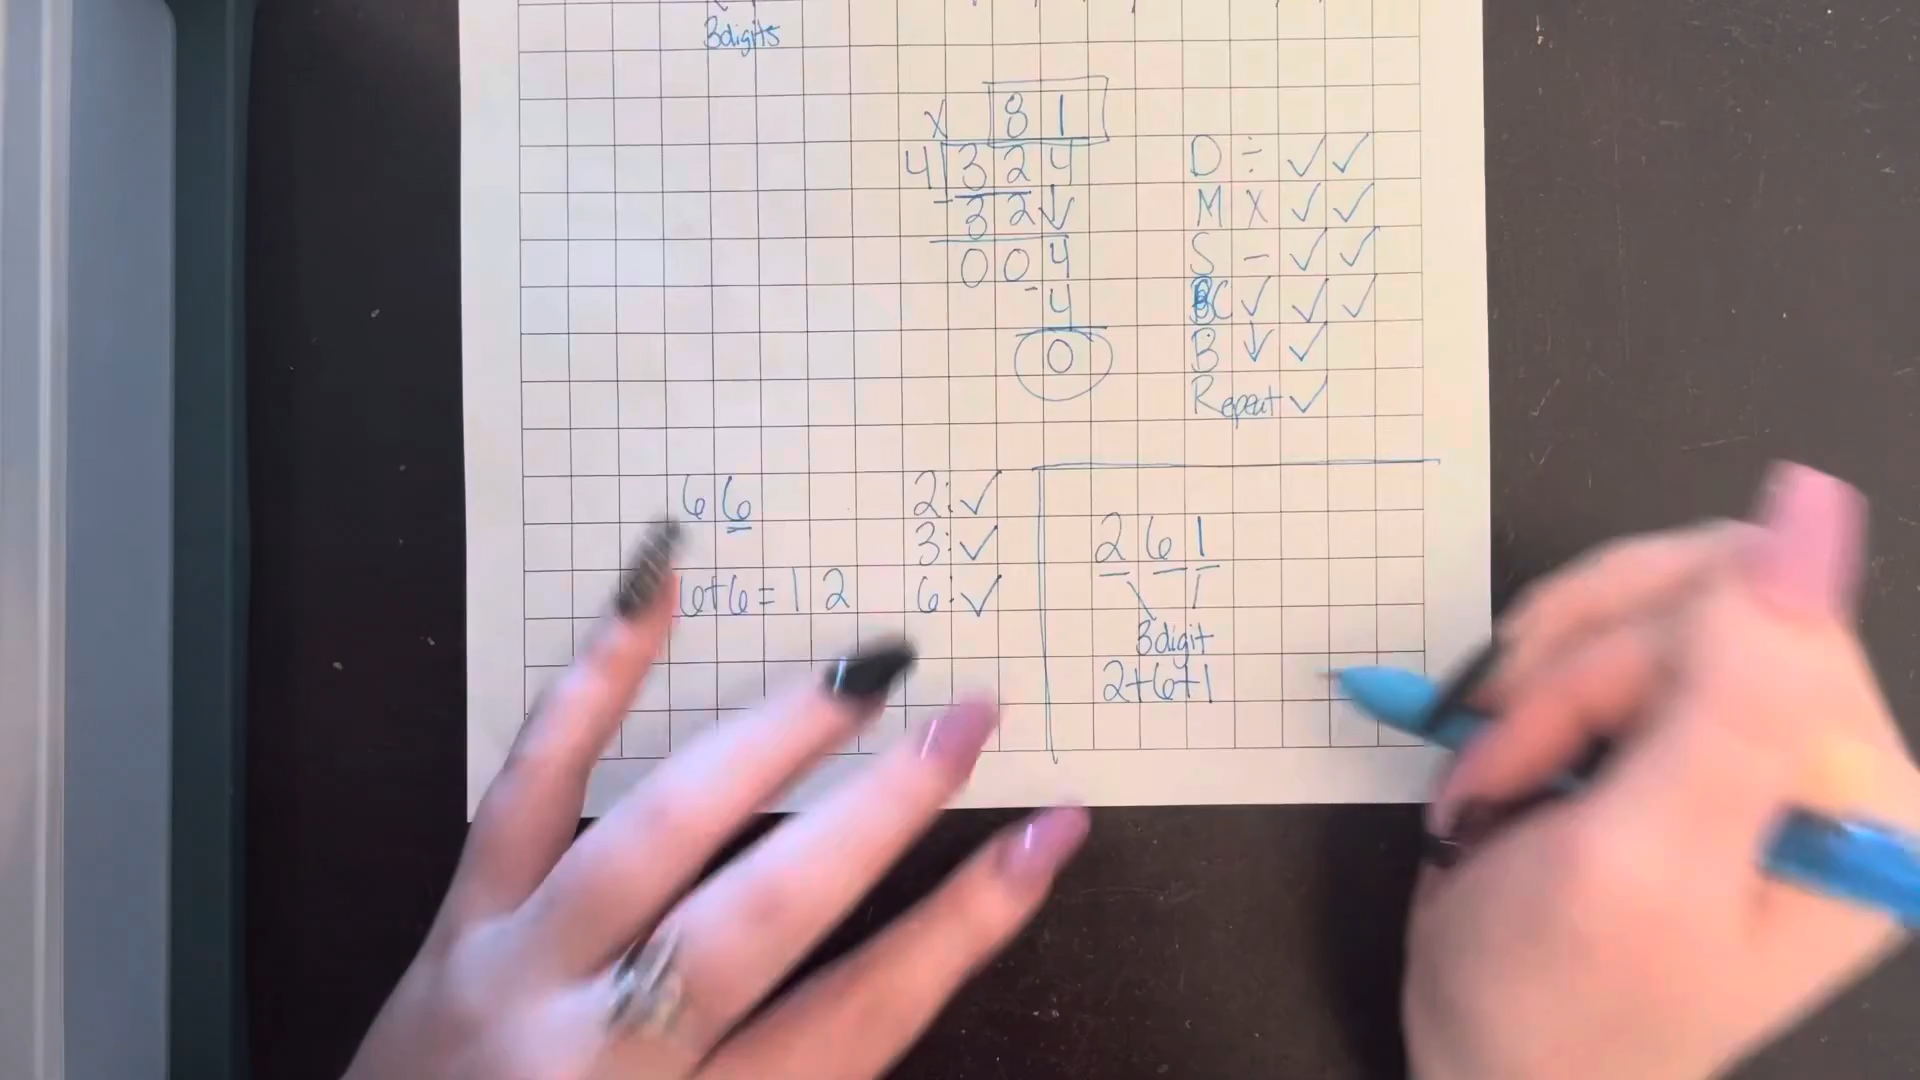 3digits
x 81
4 324
-32↓
004
-4
0
D ÷ ✓✓
M X ✓✓
S - ✓✓
C ✓ ✓✓
B ↓ ✓
Repeat ✓
66
6+6=12
2:✓
3:✓
6:✓
261
3digit
2+6+1